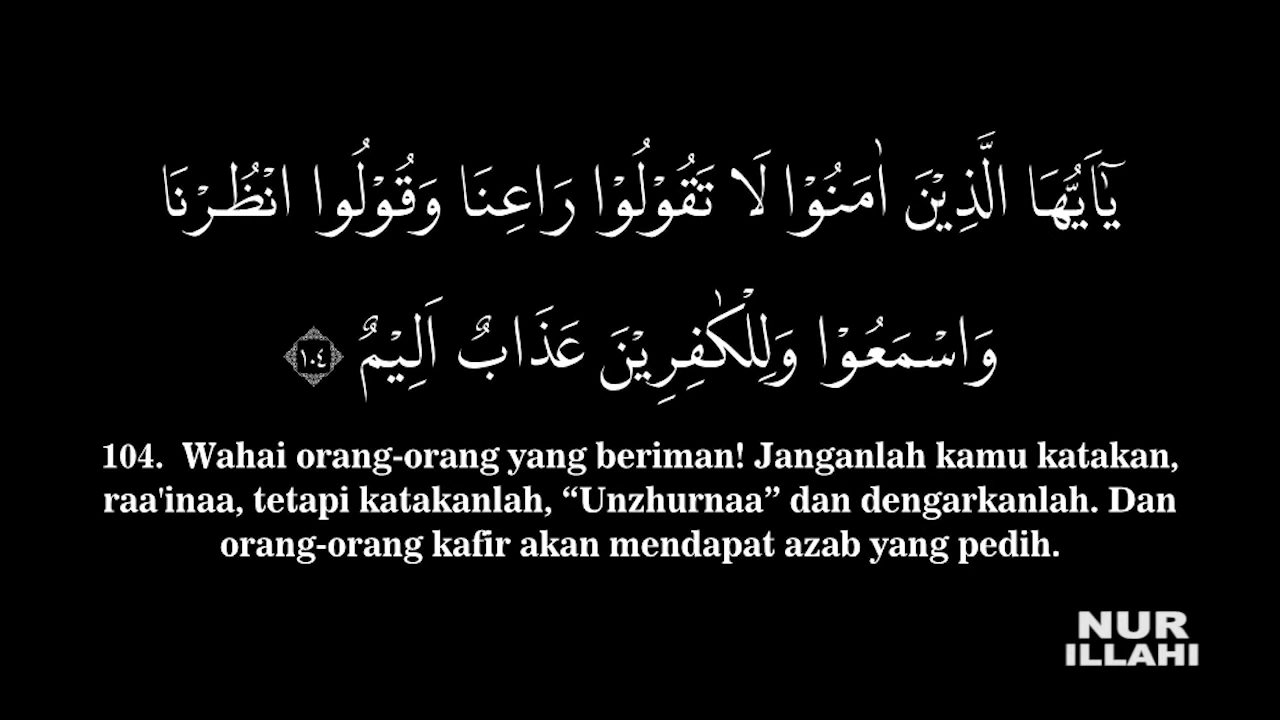 يٰٓاَيُّهَا الَّذِيْنَ اٰمَنُوْا لَا تَقُوْلُوْا رَاعِنَا وَقُوْلُوا انْظُرْنَا
وَاسْمَعُوْا وَلِلْكٰفِرِيْنَ عَذَابٌ اَلِيْمٌ ١٠٤
104. Wahai orang-orang yang beriman! Janganlah kamu katakan,
raa'inaa, tetapi katakanlah, “Unzhurnaa” dan dengarkanlah. Dan
orang-orang kafir akan mendapat azab yang pedih.
NUR
ILLAHI